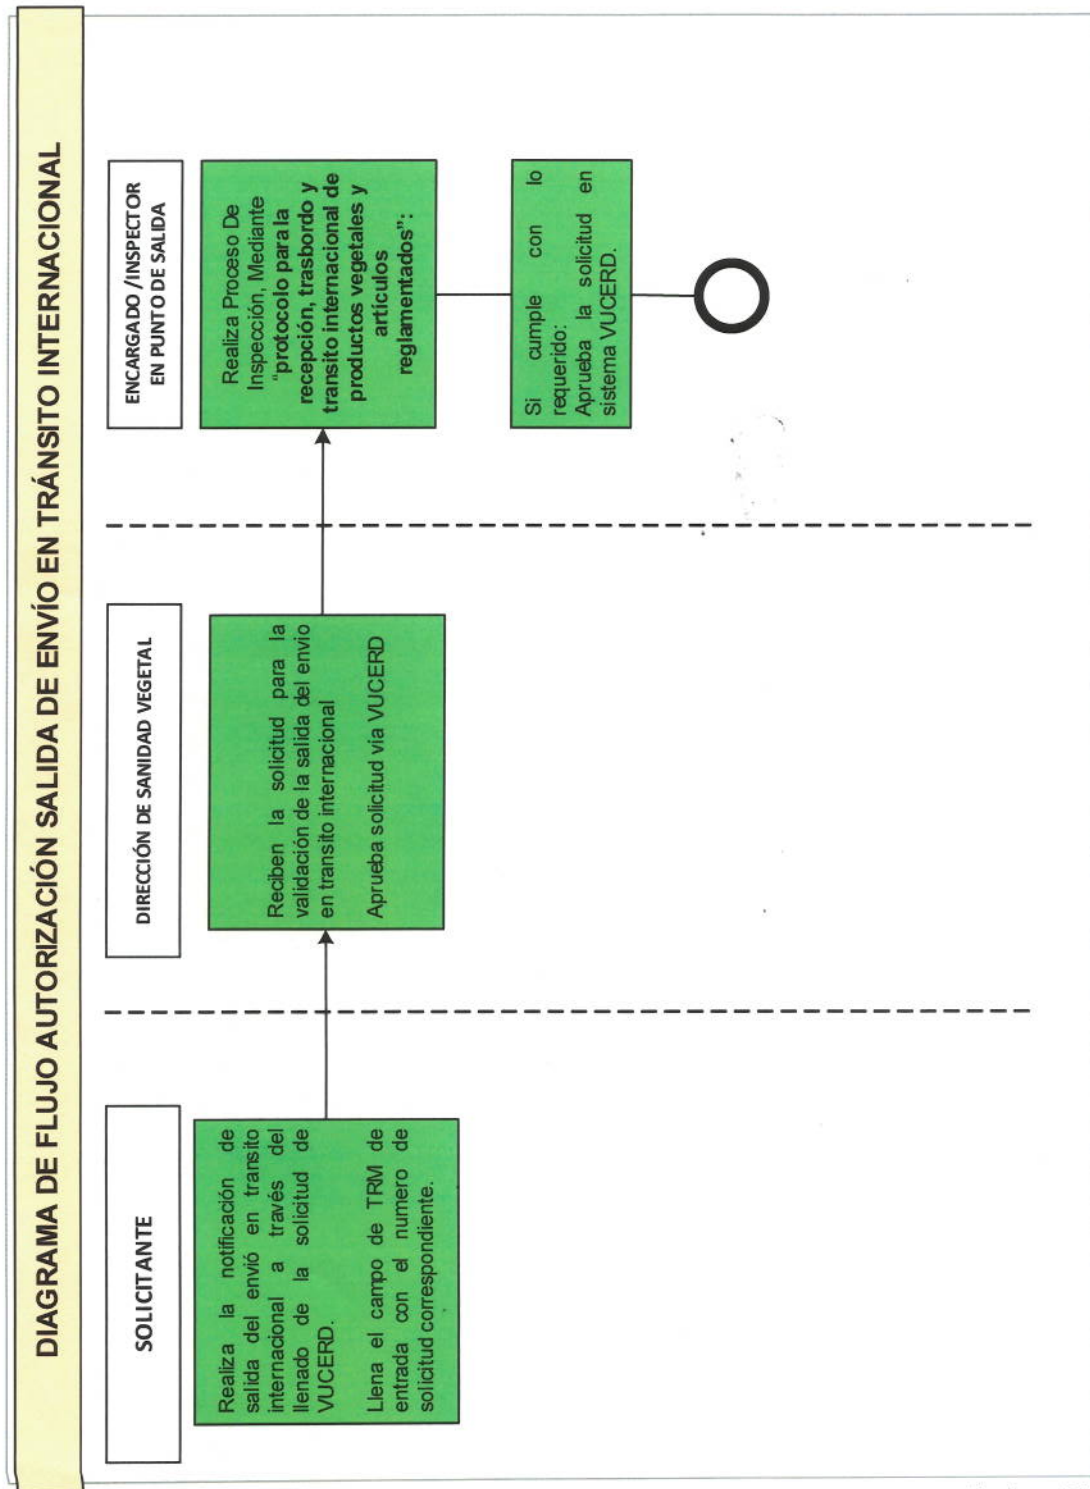 DIAGRAMA DE FLUJO AUTORIZACIÓN SALIDA DE ENVÍO EN TRÁNSITO INTERNACIONAL
SOLICITANTE
Realiza la notificación de
salida del envió en transito
internacional a través del
llenado de la solicitud de
VUCERD.
Llena el campo de TRM de
entrada con el numero de
solicitud correspondiente.
DIRECCIÓN DE SANIDAD VEGETAL
Reciben la solicitud para la
validación de la salida del envio
en transito internacional
Aprueba solicitud via VUCERD
ENCARGADO /INSPECTOR
EN PUNTO DE SALIDA
Realiza Proceso De
Inspección, Mediante
"protocolo para la
recepción, trasbordo y
transito internacional de
productos vegetales y
artículos
reglamentados":
Si cumple con lo
requerido:
Aprueba la solicitud en
sistema VUCERD.